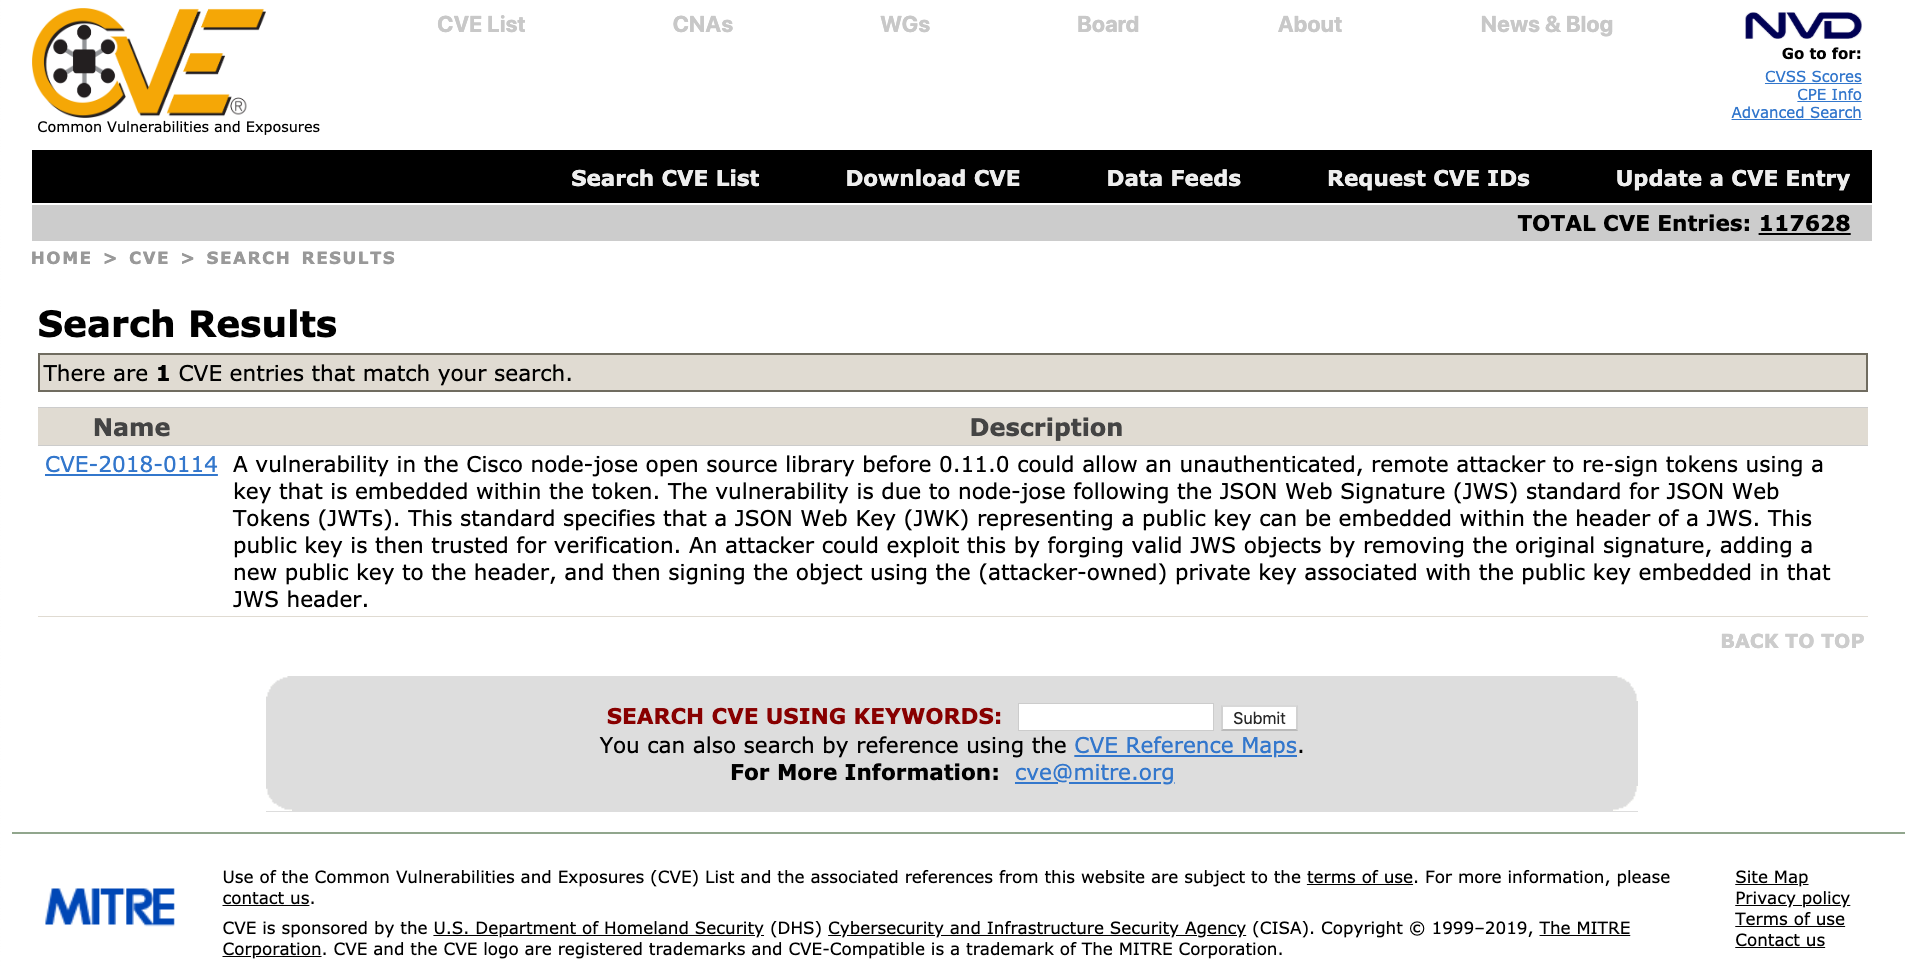 CVE®
Common Vulnerabilities and Exposures
CVE List CNAs WGs Board About News & Blog
NVD
Go to for:
CVSS Scores
CPE Info
Advanced Search
Search CVE List Download CVE Data Feeds Request CVE IDs Update a CVE Entry
TOTAL CVE Entries: 117628
HOME > CVE > SEARCH RESULTS
Search Results
There are 1 CVE entries that match your search.
Name Description
CVE-2018-0114 A vulnerability in the Cisco node-jose open source library before 0.11.0 could allow an unauthenticated, remote attacker to re-sign tokens using a
key that is embedded within the token. The vulnerability is due to node-jose following the JSON Web Signature (JWS) standard for JSON Web
Tokens (JWTs). This standard specifies that a JSON Web Key (JWK) representing a public key can be embedded within the header of a JWS. This
public key is then trusted for verification. An attacker could exploit this by forging valid JWS objects by removing the original signature, adding a
new public key to the header, and then signing the object using the (attacker-owned) private key associated with the public key embedded in that
JWS header.
BACK TO TOP
SEARCH CVE USING KEYWORDS: Submit
You can also search by reference using the CVE Reference Maps.
For More Information: cve@mitre.org
MITRE
Use of the Common Vulnerabilities and Exposures (CVE) List and the associated references from this website are subject to the terms of use. For more information, please
contact us.
CVE is sponsored by the U.S. Department of Homeland Security (DHS) Cybersecurity and Infrastructure Security Agency (CISA). Copyright © 1999–2019, The MITRE
Corporation. CVE and the CVE logo are registered trademarks and CVE-Compatible is a trademark of The MITRE Corporation.
Site Map
Privacy policy
Terms of use
Contact us